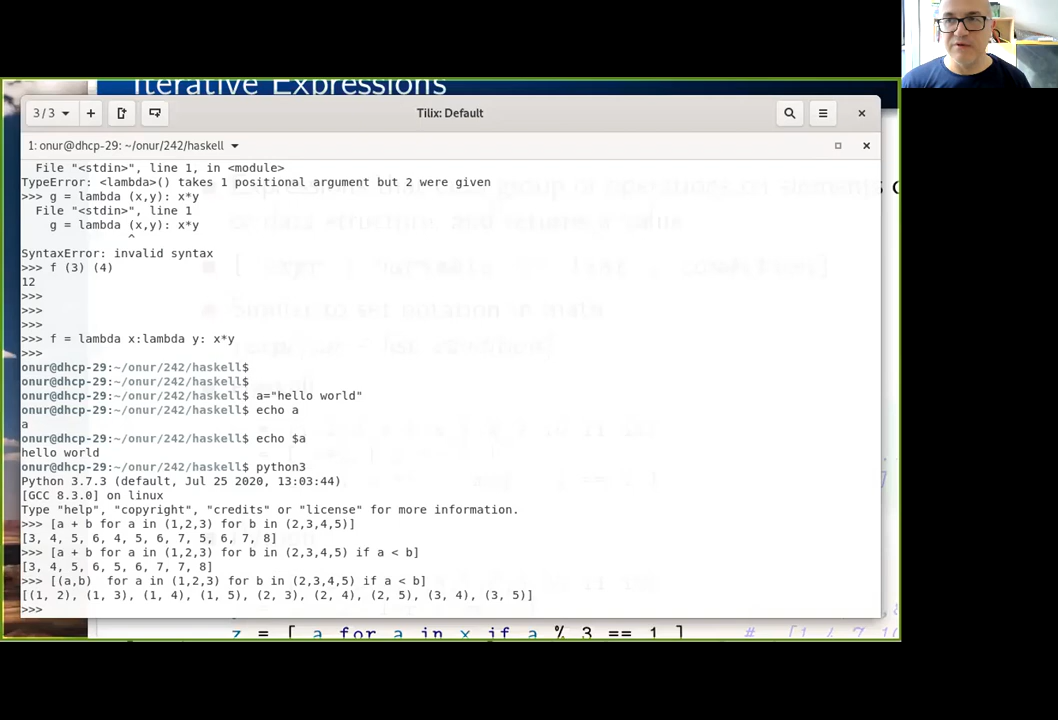 Iterative Expressions
3 / 3
Tilix: Default
1: onur@dhcp-29: ~/onur/242/haskell
File "<stdin>", line 1, in <module>
TypeError: <lambda>() takes 1 positional argument but 2 were given
>>> g = lambda (x,y): x*y
File "<stdin>", line 1
g = lambda (x,y): x*y
^
SyntaxError: invalid syntax
>>> f (3) (4)
12
>>>
>>>
>>>
>>> f = lambda x:lambda y: x*y
>>>
onur@dhcp-29:~/onur/242/haskell$
onur@dhcp-29:~/onur/242/haskell$
onur@dhcp-29:~/onur/242/haskell$ a="hello world"
onur@dhcp-29:~/onur/242/haskell$ echo a
a
onur@dhcp-29:~/onur/242/haskell$ echo $a
hello world
onur@dhcp-29:~/onur/242/haskell$ python3
Python 3.7.3 (default, Jul 25 2020, 13:03:44)
[GCC 8.3.0] on linux
Type "help", "copyright", "credits" or "license" for more information.
>>> [a + b for a in (1,2,3) for b in (2,3,4,5)]
[3, 4, 5, 6, 4, 5, 6, 7, 5, 6, 7, 8]
>>> [a + b for a in (1,2,3) for b in (2,3,4,5) if a < b]
[3, 4, 5, 6, 5, 6, 7, 7, 8]
>>> [(a,b)  for a in (1,2,3) for b in (2,3,4,5) if a < b]
[(1, 2), (1, 3), (1, 4), (1, 5), (2, 3), (2, 4), (2, 5), (3, 4), (3, 5)]
>>>
z = [ a for a in x if a % 3 == 1 ] # [1,4,7,10